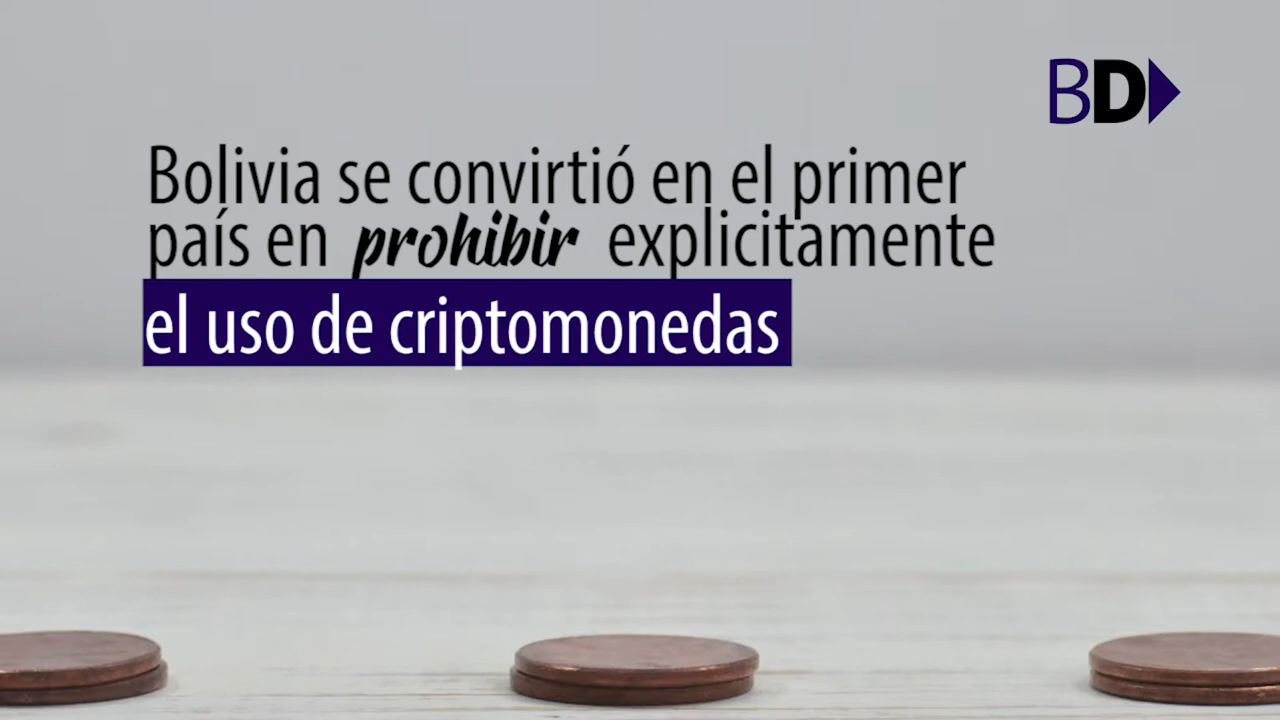 BD
Bolivia se convirtió en el primer
país en prohibir explicitamente
el uso de criptomonedas